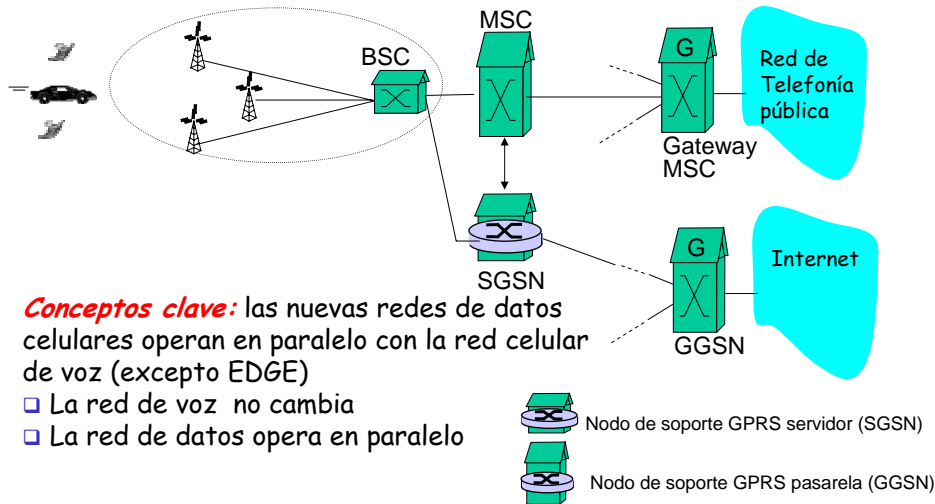 MSC
BSC
G
Red de
Telefonía
pública
Gateway
MSC
SGSN
G
Internet
GGSN
Conceptos clave: las nuevas redes de datos
celulares operan en paralelo con la red celular
de voz (excepto EDGE)
❑ La red de voz no cambia
❑ La red de datos opera en paralelo
Nodo de soporte GPRS servidor (SGSN)
Nodo de soporte GPRS pasarela (GGSN)